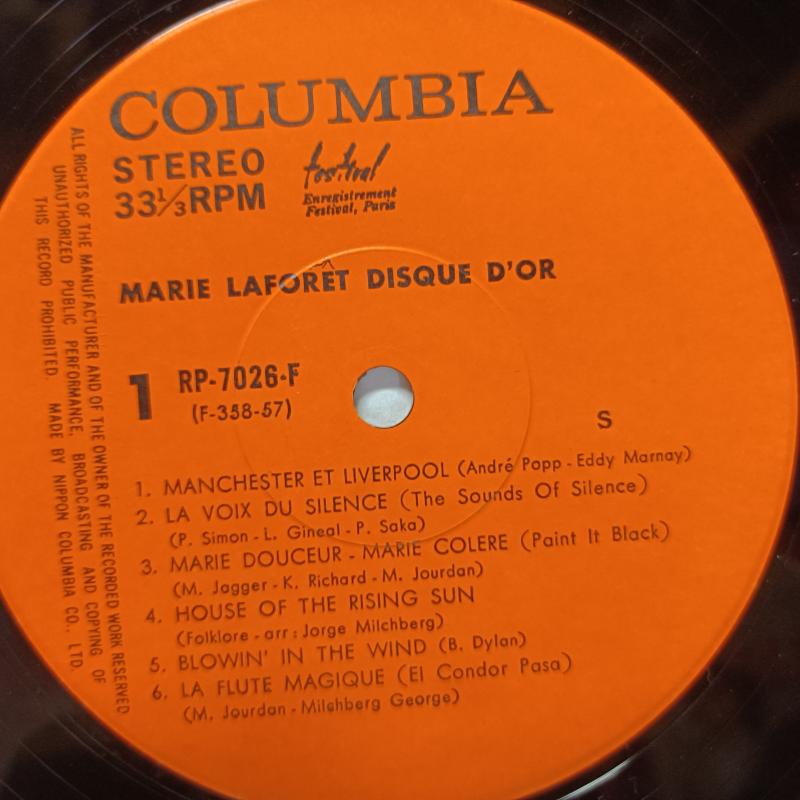 COLUMBIA
STEREO
33⅓RPM
festival
Enregistrement
Festival, Paris
MARIE LAFORÊT DISQUE D'OR
1
RP-7026-F
(F-358-57)
S
1. MANCHESTER ET LIVERPOOL (André Popp - Eddy Marnay)
2. LA VOIX DU SILENCE (The Sounds Of Silence)
(P. Simon - L. Gineal - P. Saka)
3. MARIE DOUCEUR - MARIE COLERE (Paint It Black)
(M. Jagger - K. Richard - M. Jourdan)
4. HOUSE OF THE RISING SUN
(Folklore - arr : Jorge Milchberg)
5. BLOWIN' IN THE WIND (B. Dylan)
6. LA FLUTE MAGIQUE (El Condor Pasa)
(M. Jourdan - Milchberg George)
ALL RIGHTS OF THE MANUFACTURER AND OF THE OWNER OF THE RECORDED WORK RESERVED
UNAUTHORIZED PUBLIC PERFORMANCE, BROADCASTING AND COPYING OF
THIS RECORD PROHIBITED. MADE BY NIPPON COLUMBIA CO., LTD.